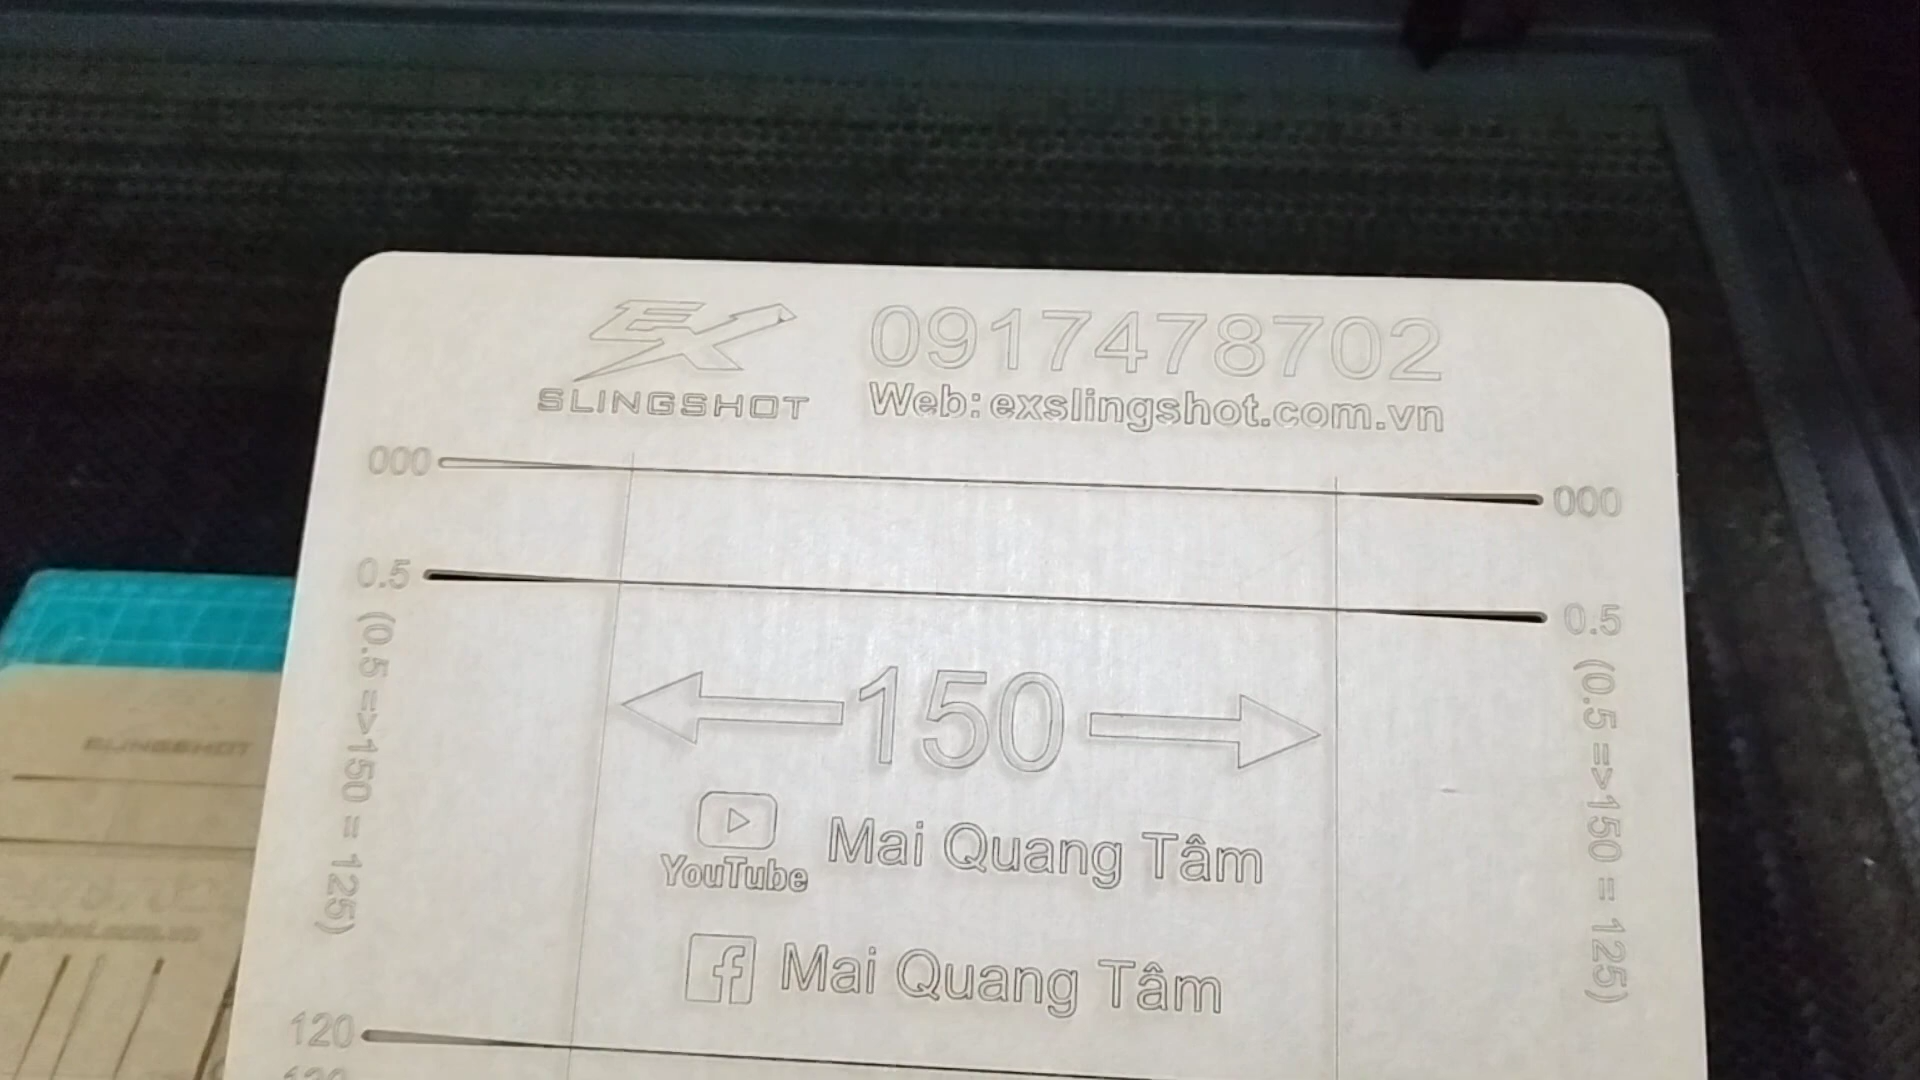 EX
SLINGSHOT
0917478702
Web: exslingshot.com.vn
000 000
0.5 0.5
(0.5 =>150 = 125)
(0.5 =>150 = 125)
150
YouTube Mai Quang Tâm
f Mai Quang Tâm
120
SLINGSHOT